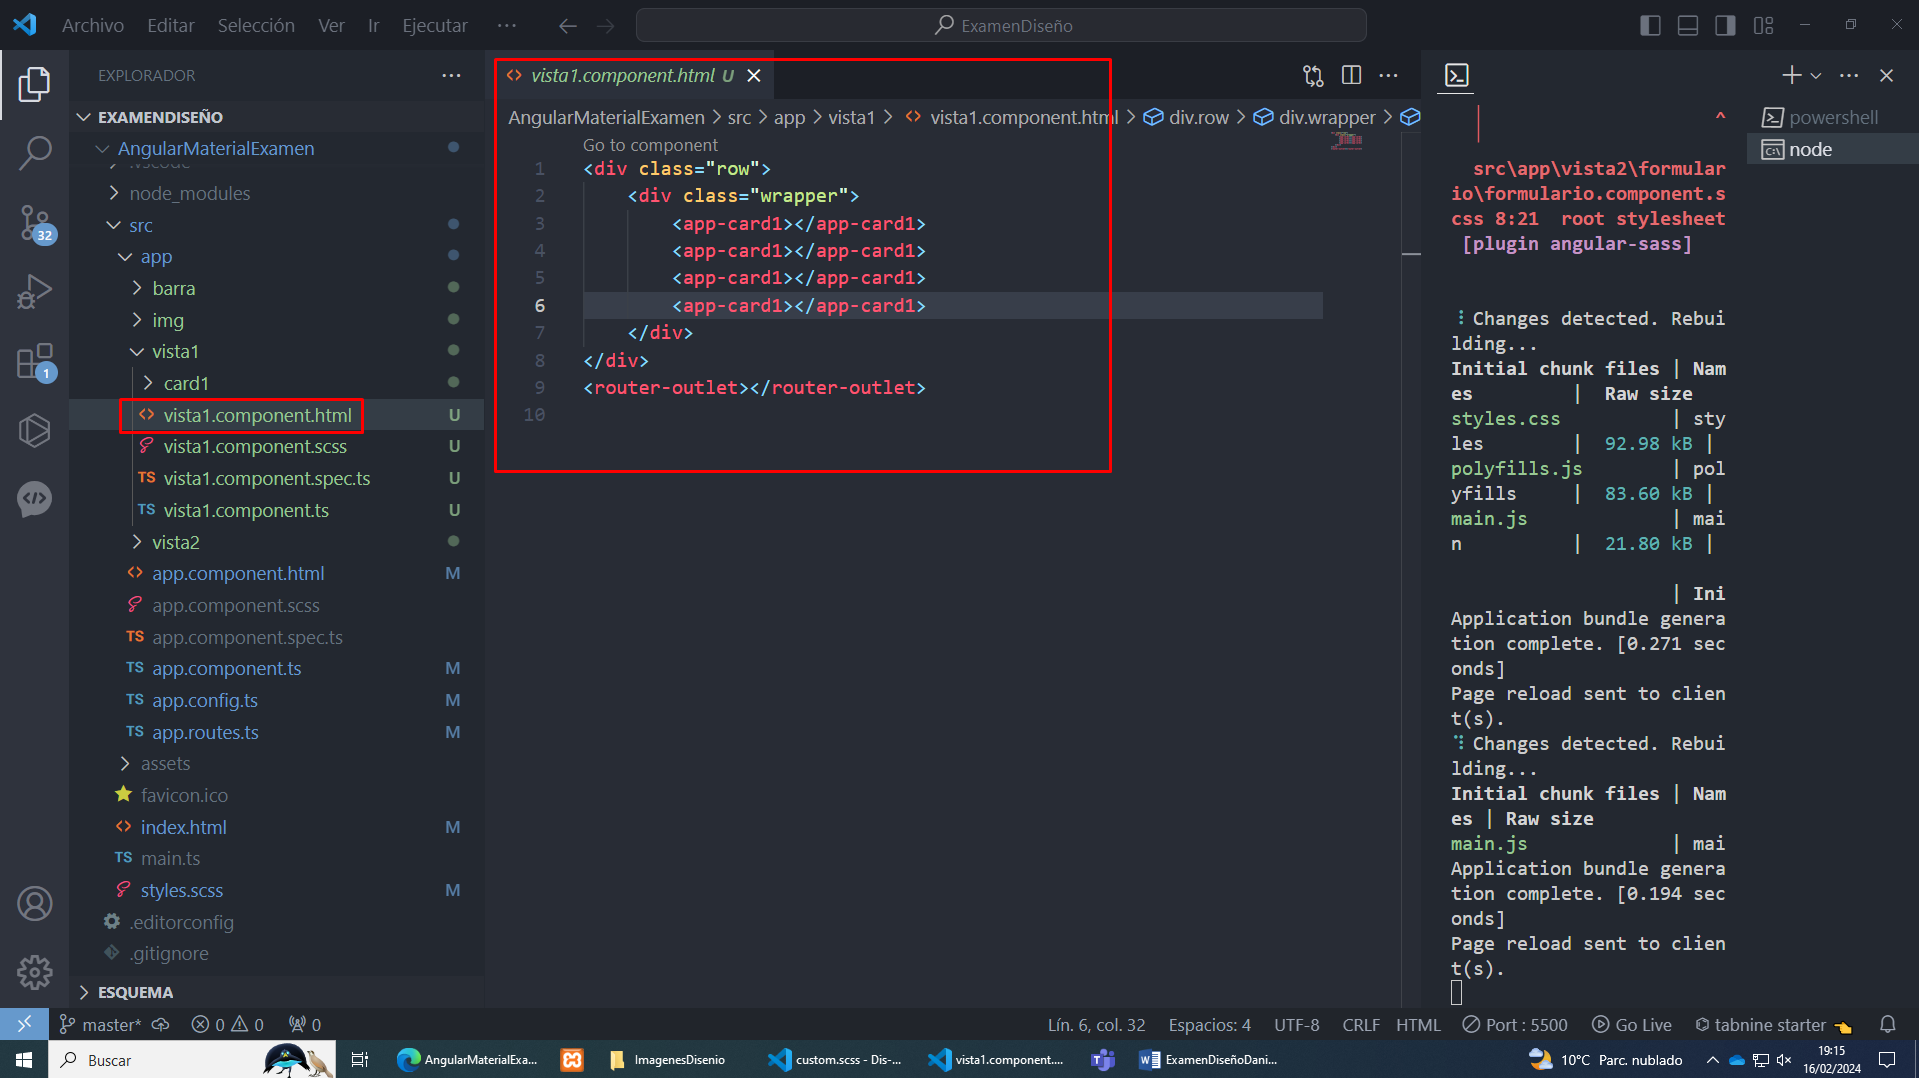 Archivo Editar Selección Ver Ir Ejecutar ··· ExamenDiseño
EXPLORADOR
EXAMENDISEÑO
AngularMaterialExamen
.vscode
node_modules
src
app
barra
img
vista1
card1
vista1.component.html U
vista1.component.scss U
vista1.component.spec.ts U
vista1.component.ts U
vista2
app.component.html M
app.component.scss
app.component.spec.ts
app.component.ts M
app.config.ts M
app.routes.ts M
assets
favicon.ico
index.html M
main.ts
styles.scss M
.editorconfig
.gitignore
ESQUEMA
32
1
vista1.component.html U
AngularMaterialExamen > src > app > vista1 > vista1.component.html > div.row > div.wrapper >
Go to component
1 <div class="row">
2 <div class="wrapper">
3 <app-card1></app-card1>
4 <app-card1></app-card1>
5 <app-card1></app-card1>
6 <app-card1></app-card1>
7 </div>
8 </div>
9 <router-outlet></router-outlet>
10
powershell
node
src\app\vista2\formular
io\formulario.component.s
css 8:21 root stylesheet
[plugin angular-sass]
Changes detected. Rebui
lding...
Initial chunk files | Nam
es | Raw size
styles.css | sty
les | 92.98 kB |
polyfills.js | pol
yfills | 83.60 kB |
main.js | mai
n | 21.80 kB |
| Ini
Application bundle genera
tion complete. [0.271 sec
onds]
Page reload sent to clien
t(s).
Changes detected. Rebui
lding...
Initial chunk files | Nam
es | Raw size
main.js | mai
Application bundle genera
tion complete. [0.194 sec
onds]
Page reload sent to clien
t(s).
master* 0 0 0 Lín. 6, col. 32 Espacios: 4 UTF-8 CRLF HTML Port : 5500 Go Live tabnine starter
Buscar AngularMaterialExa... ImagenesDisenio custom.scss - Dis-... vista1.component.... ExamenDiseñoDani... 10°C Parc. nublado 19:15
16/02/2024